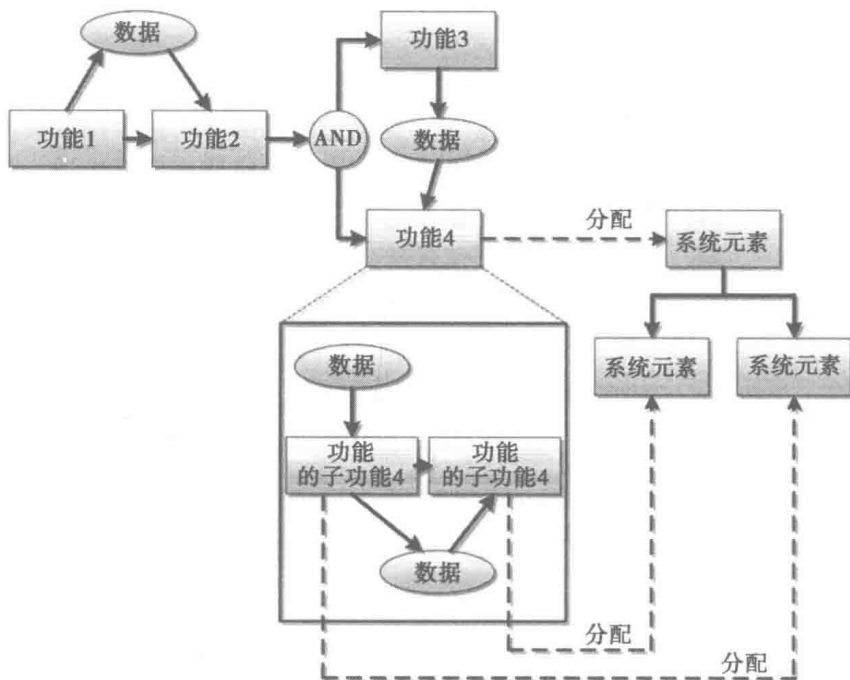 数据
功能3
功能1
功能2
AND
数据
功能4
分配
系统元素
数据
系统元素
系统元素
功能
的子功能4
功能
的子功能4
数据
分配
分配